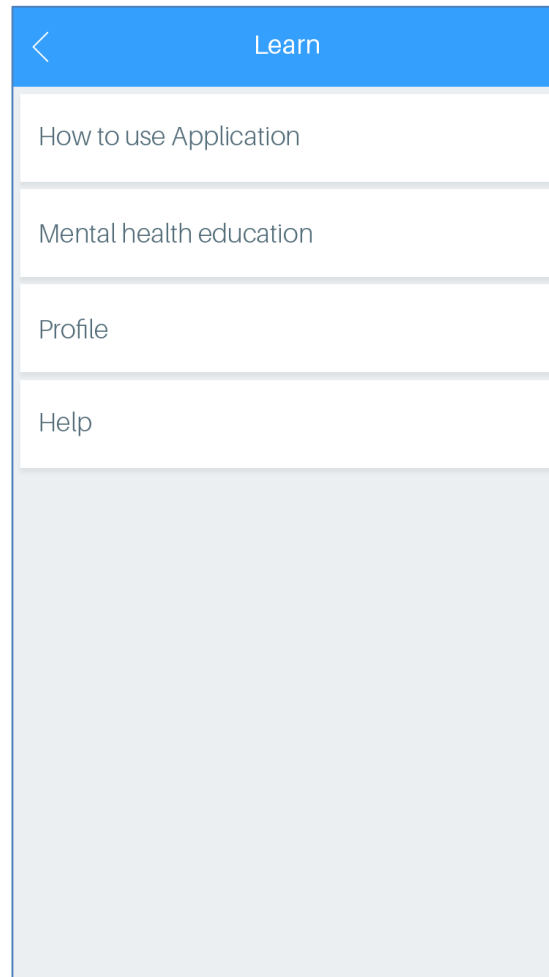 Learn
How to use Application
Mental health education
Profile
Help